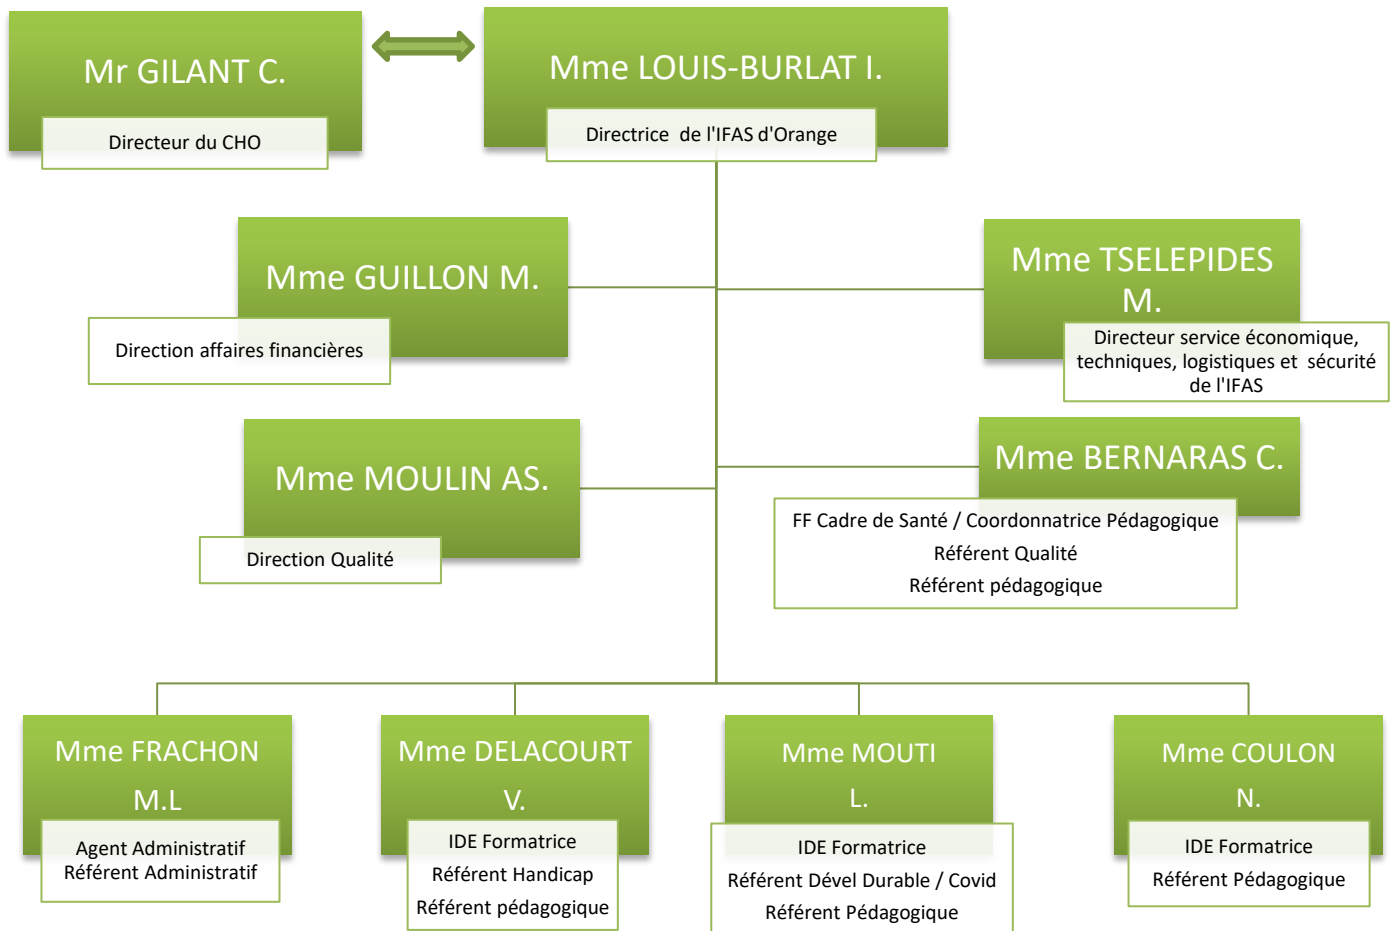 Mr GILANT C.
Directeur du CHO
Mme LOUIS-BURLAT I.
Directrice de l'IFAS d'Orange
Mme GUILLON M.
Direction affaires financières
Mme TSELEPIDES
M.
Directeur service économique,
techniques, logistiques et sécurité
de l'IFAS
Mme MOULIN AS.
Direction Qualité
Mme BERNARAS C.
FF Cadre de Santé / Coordonnatrice Pédagogique
Référent Qualité
Référent pédagogique
Mme FRACHON
M.L
Agent Administratif
Référent Administratif
Mme DELACOURT
V.
IDE Formatrice
Référent Handicap
Référent pédagogique
Mme MOUTI
L.
IDE Formatrice
Référent Dével Durable / Covid
Référent Pédagogique
Mme COULON
N.
IDE Formatrice
Référent Pédagogique